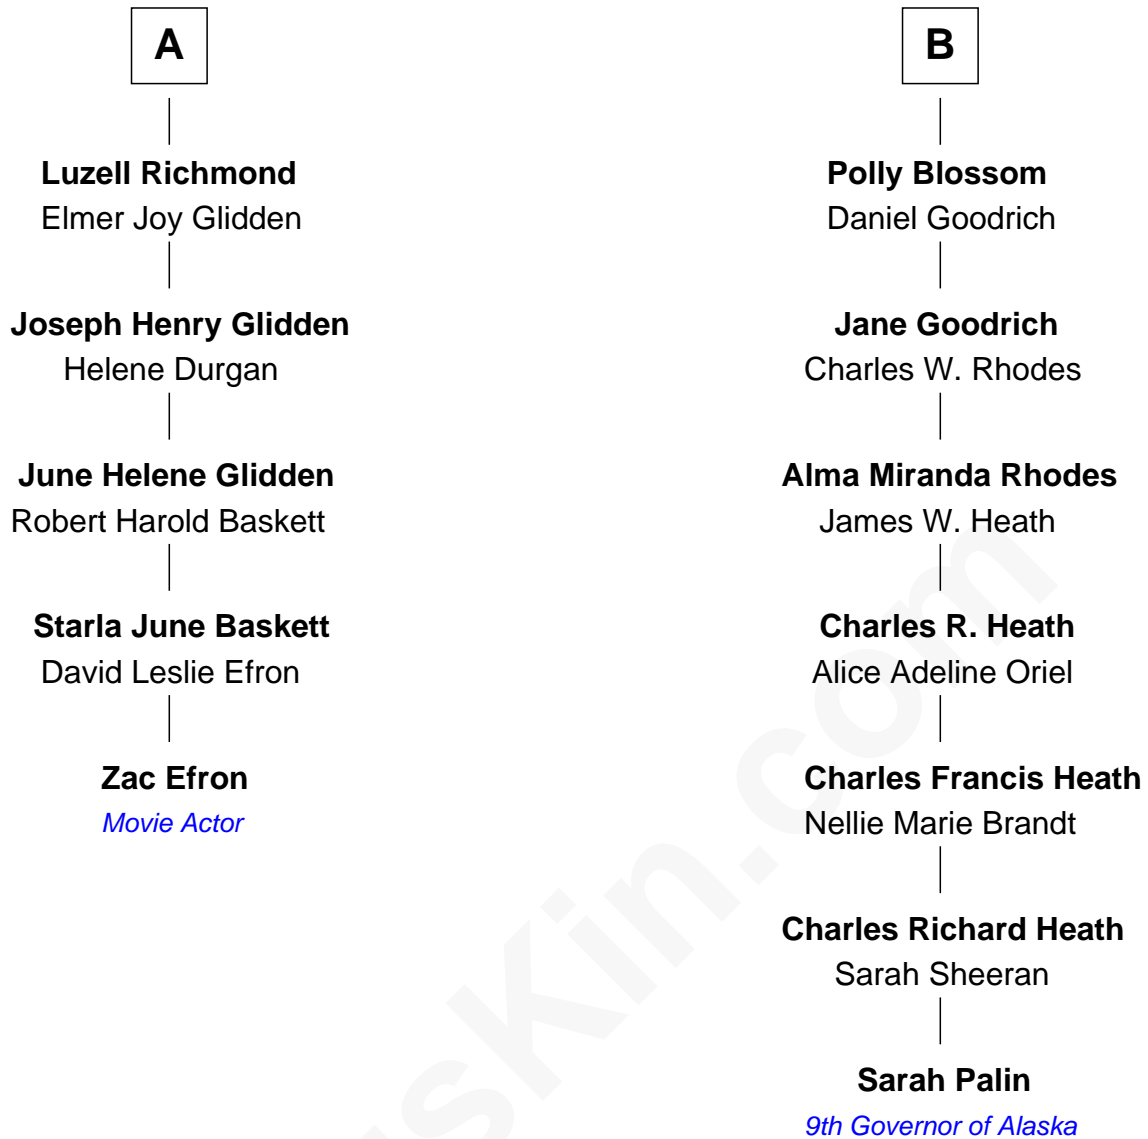 A
Luzell Richmond
Elmer Joy Glidden
Joseph Henry Glidden
Helene Durgan
June Helene Glidden
Robert Harold Baskett
Starla June Baskett
David Leslie Efron
Zac Efron
Movie Actor
B
Polly Blossom
Daniel Goodrich
Jane Goodrich
Charles W. Rhodes
Alma Miranda Rhodes
James W. Heath
Charles R. Heath
Alice Adeline Oriel
Charles Francis Heath
Nellie Marie Brandt
Charles Richard Heath
Sarah Sheeran
Sarah Palin
9th Governor of Alaska
sKin.com